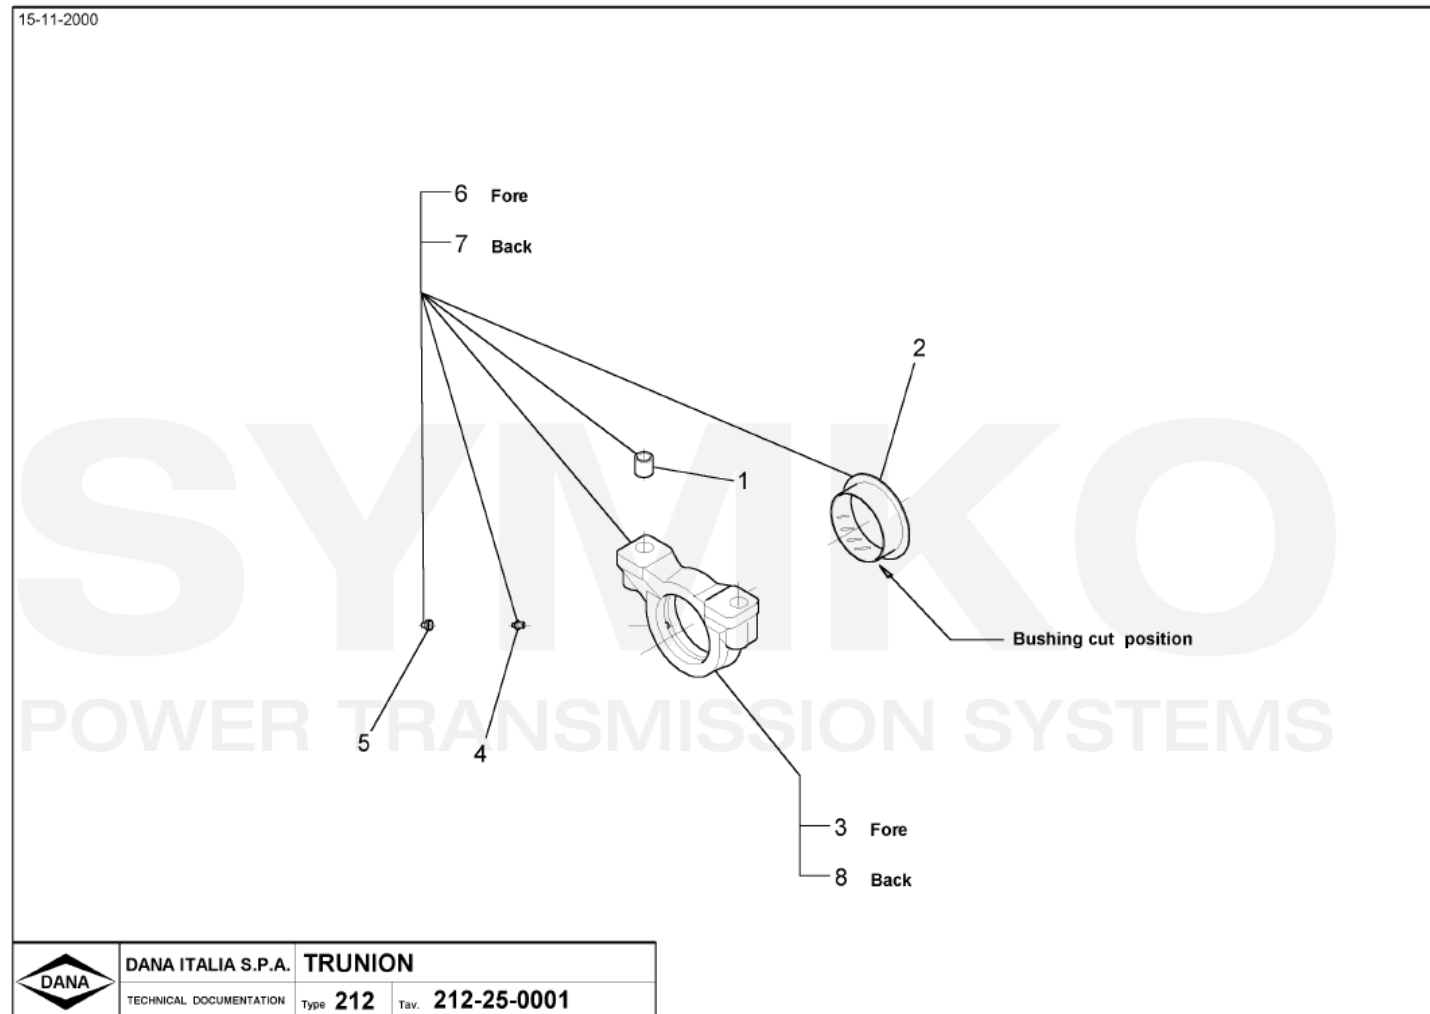 15-11-2000
6 Fore
7 Back
2
1
SYMKO
Bushing cut position
POWER TRANSMISSION SYSTEMS
5
4
3 Fore
8 Back
DANA
DANA ITALIA S.P.A. TRUNION
TECHNICAL DOCUMENTATION Type 212 Tav. 212-25-0001